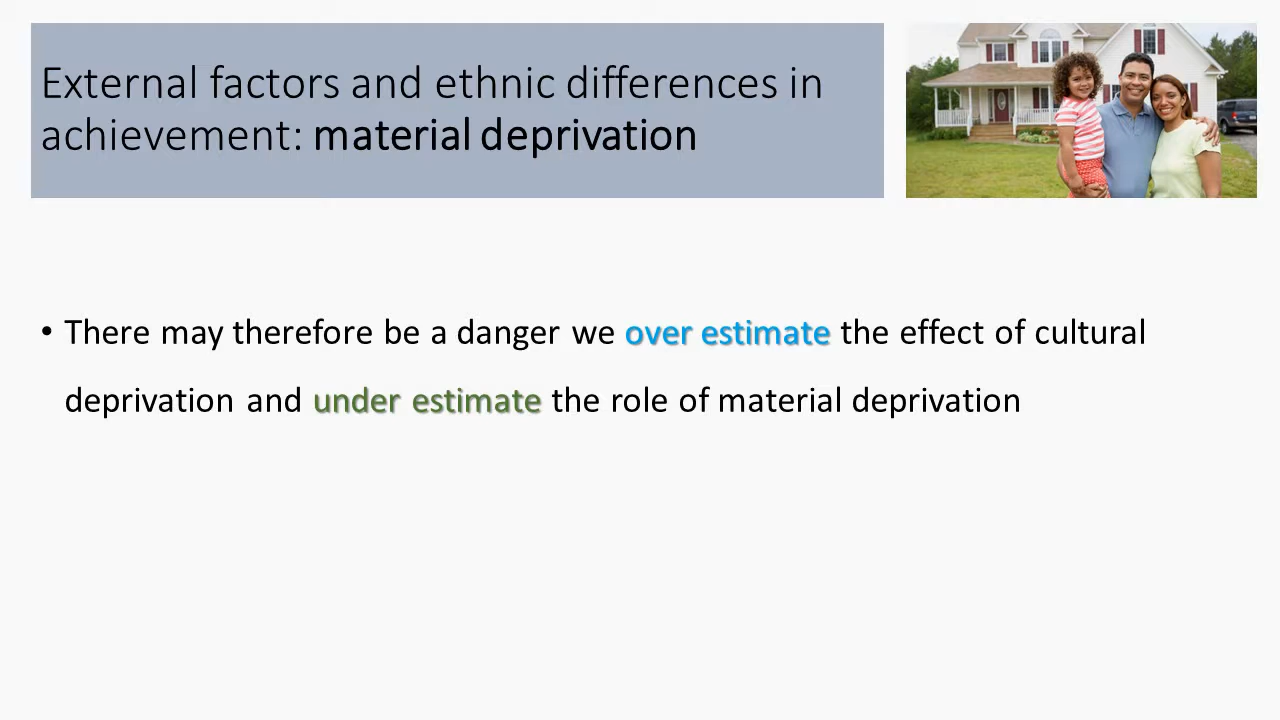 External factors and ethnic differences in
achievement: material deprivation
• There may therefore be a danger we over estimate the effect of cultural
deprivation and under estimate the role of material deprivation